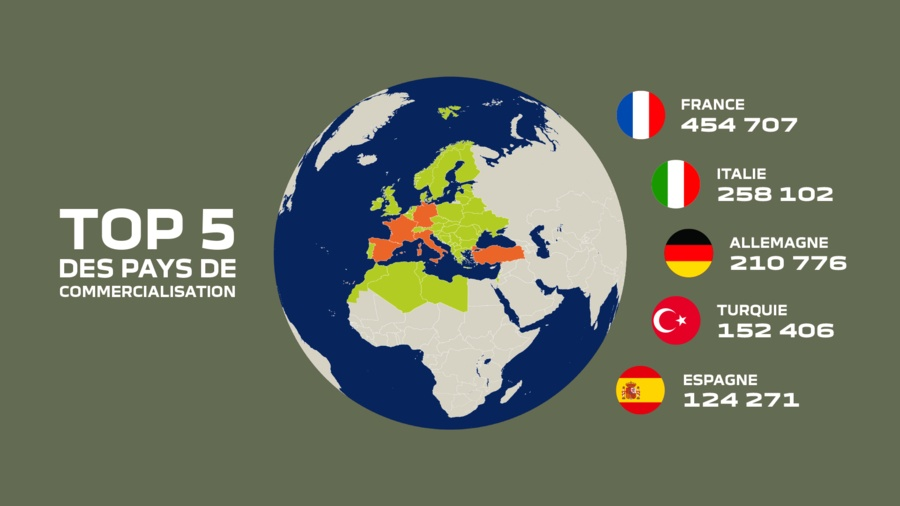 TOP 5
DES PAYS DE
COMMERCIALISATION
FRANCE
454 707
ITALIE
258 102
ALLEMAGNE
210 776
TURQUIE
152 406
ESPAGNE
124 271